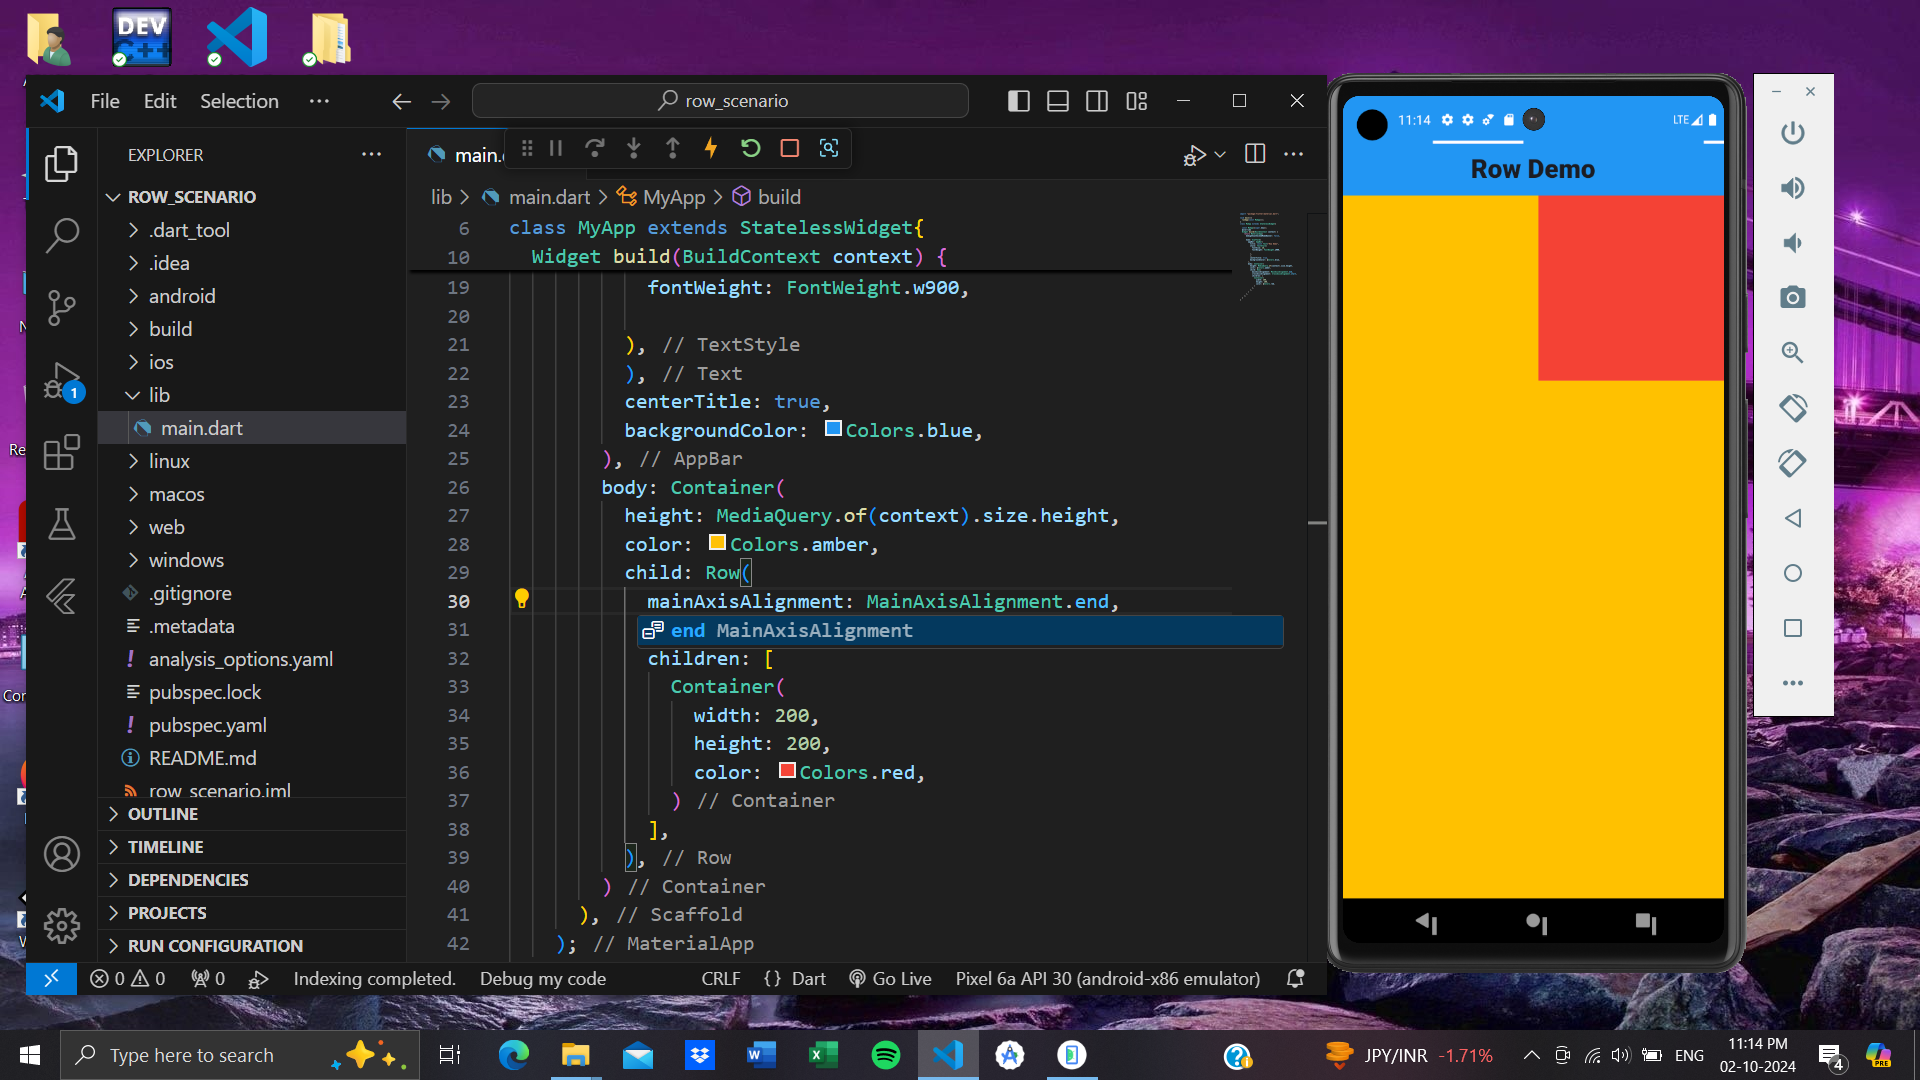 DEV
C++
File Edit Selection ···
row_scenario
EXPLORER
ROW_SCENARIO
.dart_tool
.idea
android
build
ios
lib
main.dart
linux
macos
web
windows
.gitignore
.metadata
analysis_options.yaml
pubspec.lock
pubspec.yaml
README.md
row_scenario.iml
OUTLINE
TIMELINE
DEPENDENCIES
PROJECTS
RUN CONFIGURATION
1
main.
lib > main.dart > MyApp > build
6 class MyApp extends StatelessWidget{
10 Widget build(BuildContext context) {
19 fontWeight: FontWeight.w900,
20
21 ), // TextStyle
22 ), // Text
23 centerTitle: true,
24 backgroundColor: Colors.blue,
25 ), // AppBar
26 body: Container(
27 height: MediaQuery.of(context).size.height,
28 color: Colors.amber,
29 child: Row(
30 mainAxisAlignment: MainAxisAlignment.end,
31 end MainAxisAlignment
32 children: [
33 Container(
34 width: 200,
35 height: 200,
36 color: Colors.red,
37 ) // Container
38 ],
39 ), // Row
40 ) // Container
41 ), // Scaffold
42 ); // MaterialApp
0 0 0 Indexing completed. Debug my code CRLF {} Dart Go Live Pixel 6a API 30 (android-x86 emulator)
11:14 LTE
Row Demo
Re
Cor
Type here to search
JPY/INR -1.71%
ENG
11:14 PM
02-10-2024
4
PRE